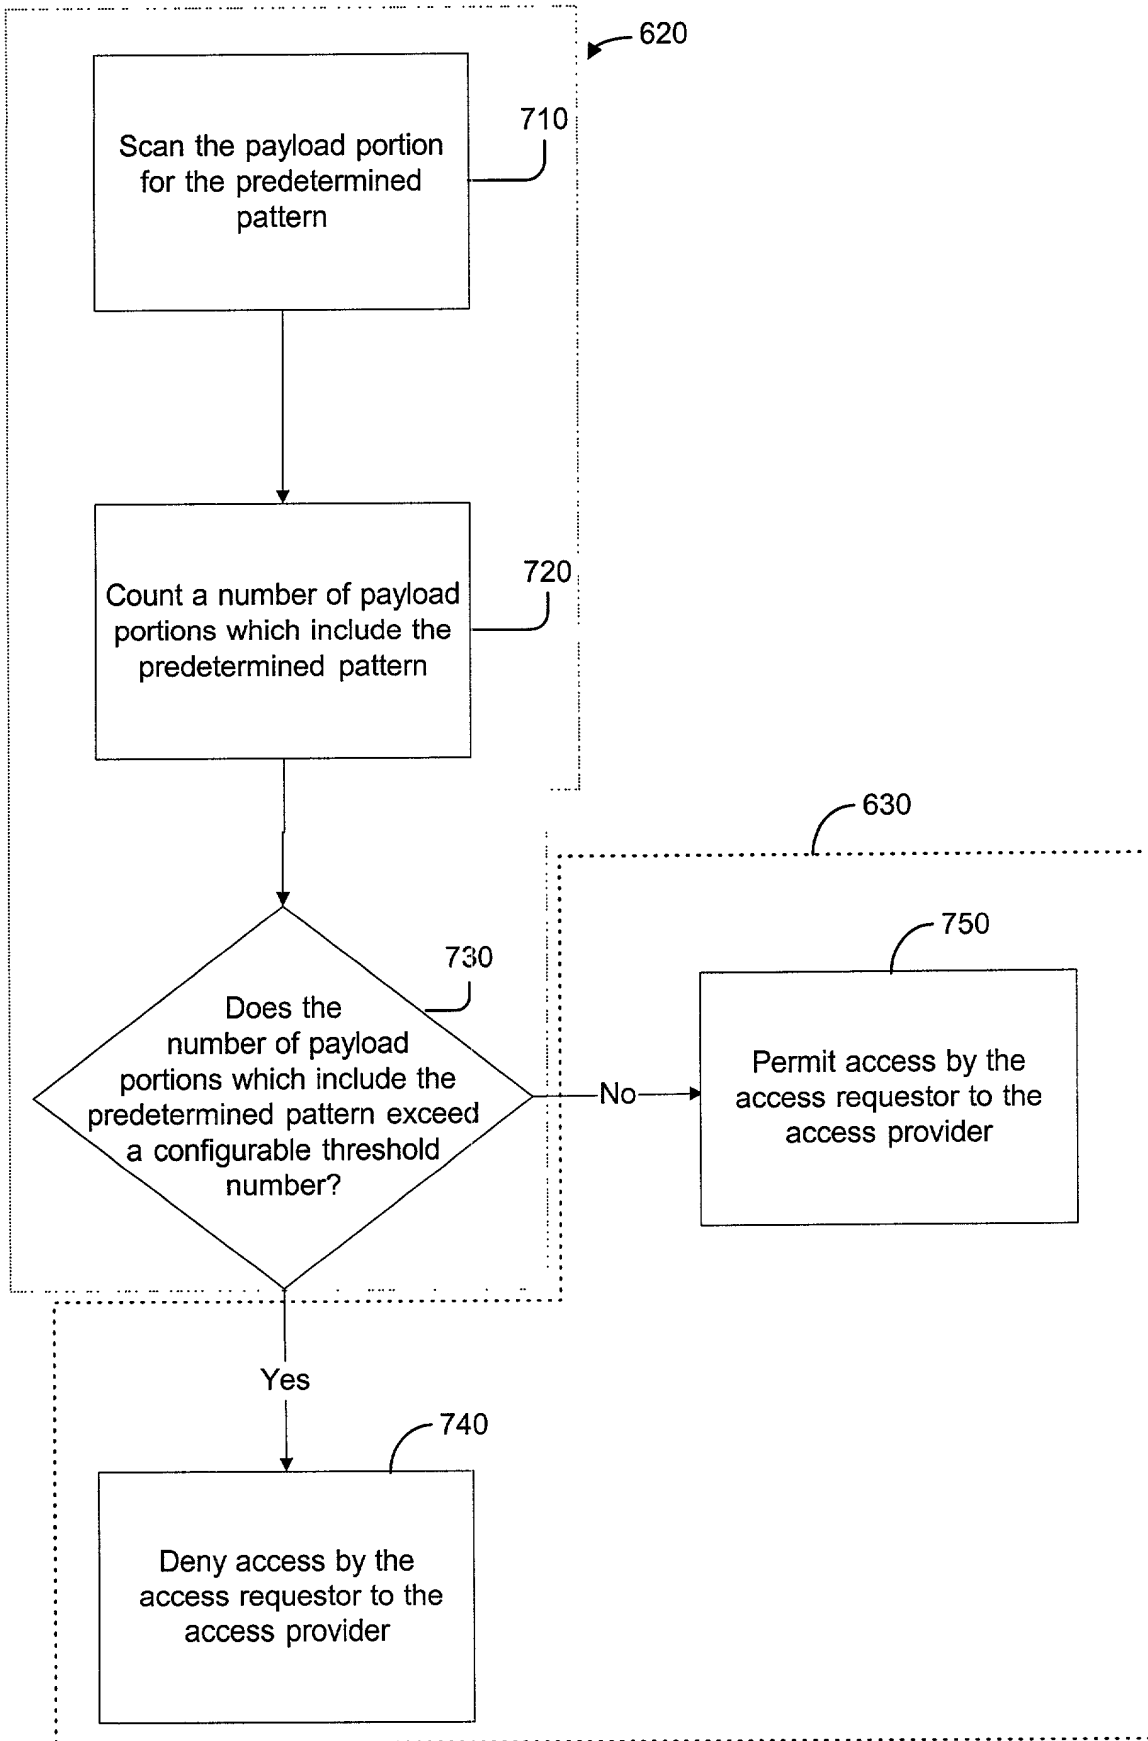 620
710
Scan the payload portion
for the predetermined
pattern
720
Count a number of payload
portions which include the
predetermined pattern
630
750
730
Does the
number of payload
portions which include the
predetermined pattern exceed
a configurable threshold
number?
No
Permit access by the
access requestor to the
access provider
Yes
740
Deny access by the
access requestor to the
access provider